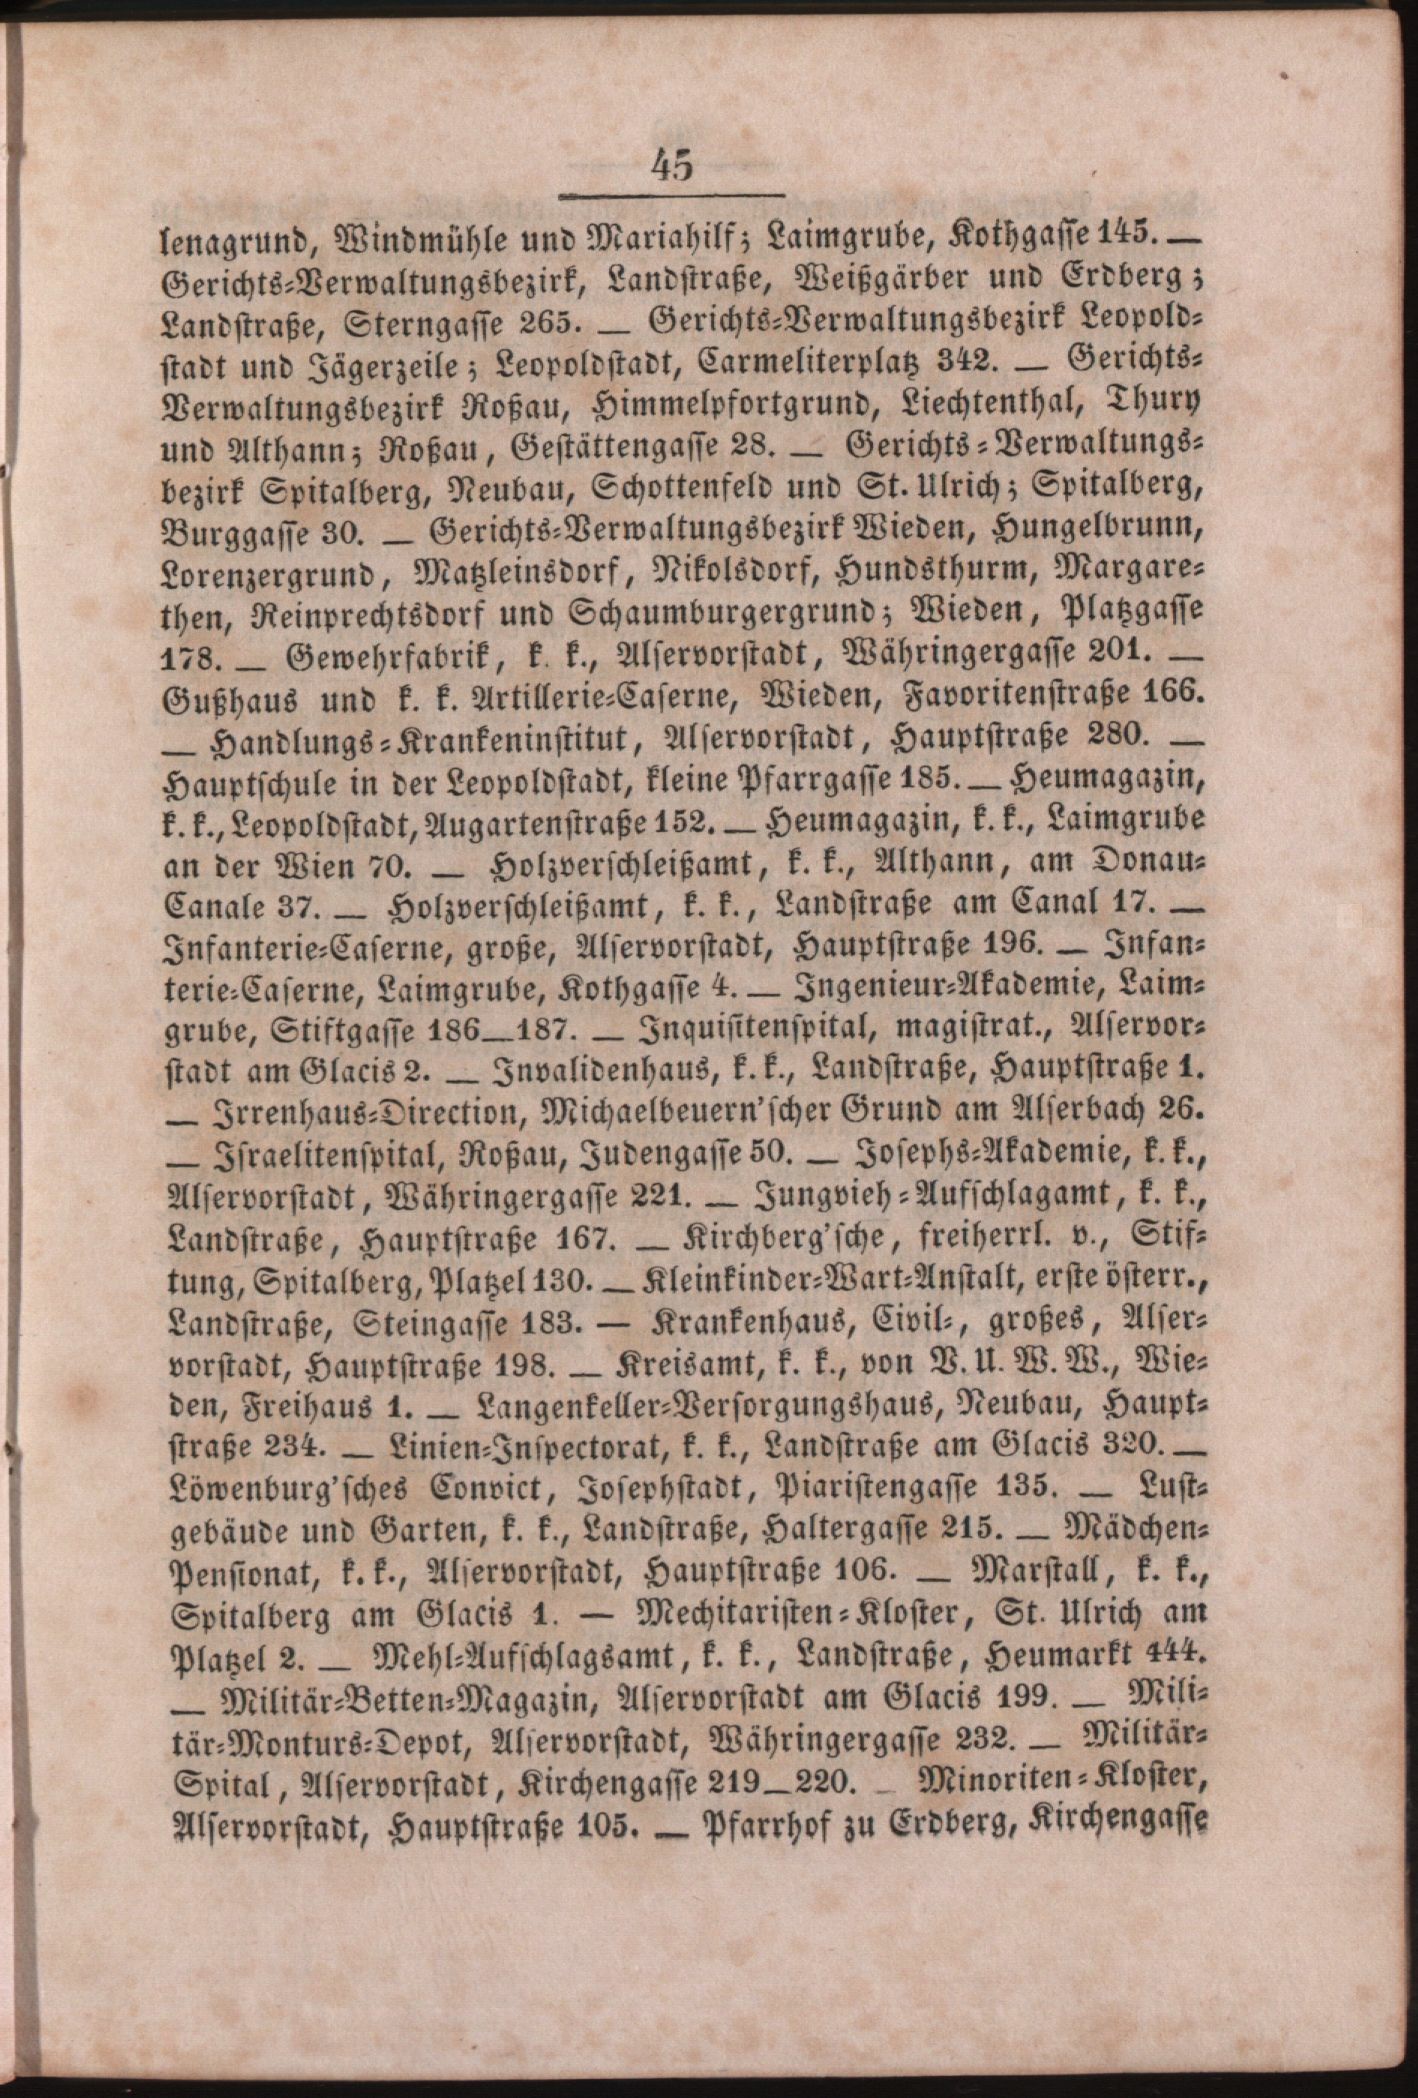 45
lenagrund, Windmühle und Mariahilf; Laimgrube, Kothgasse 145. —
Gerichts-Verwaltungsbezirk, Landstraße, Weißgärber und Erdberg;
Landstraße, Sterngasse 265. — Gerichts-Verwaltungsbezirk Leopold-
stadt und Jägerzeile; Leopoldstadt, Carmeliterplatz 342. — Gerichts-
Verwaltungsbezirk Roßau, Himmelpfortgrund, Liechtenthal, Thury
und Althann; Roßau, Gestättengasse 28. — Gerichts-Verwaltungs-
bezirk Spitalberg, Neubau, Schottenfeld und St. Ulrich; Spitalberg,
Burggasse 30. — Gerichts-Verwaltungsbezirk Wieden, Hungelbrunn,
Lorenzergrund, Matzleinsdorf, Nikolsdorf, Hundsthurm, Margare-
then, Reinprechtsdorf und Schaumburgergrund; Wieden, Platzgasse
178. — Gewehrfabrik, k. k., Alservorstadt, Währingergasse 201. —
Gußhaus und k. k. Artillerie-Caserne, Wieden, Favoritenstraße 166.
— Handlungs-Krankeninstitut, Alservorstadt, Hauptstraße 280. —
Hauptschule in der Leopoldstadt, kleine Pfarrgasse 185. — Heumagazin,
k. k., Leopoldstadt, Augartenstraße 152. — Heumagazin, k. k., Laimgrube
an der Wien 70. — Holzverschleißamt, k. k., Althann, am Donau-
Canale 37. — Holzverschleißamt, k. k., Landstraße am Canal 17. —
Infanterie-Caserne, große, Alservorstadt, Hauptstraße 196. — Infan-
terie-Caserne, Laimgrube, Kothgasse 4. — Ingenieur-Akademie, Laim-
grube, Stiftgasse 186—187. — Inquisitenspital, magistrat., Alservor-
stadt am Glacis 2. — Invalidenhaus, k. k., Landstraße, Hauptstraße 1.
— Irrenhaus-Direction, Michaelbeuern'scher Grund am Alserbach 26.
— Israelitenspital, Roßau, Judengasse 50. — Josephs-Akademie, k. k.,
Alservorstadt, Währingergasse 221. — Jungvieh-Aufschlagamt, k. k.,
Landstraße, Hauptstraße 167. — Kirchberg'sche, freiherrl. v., Stif-
tung, Spitalberg, Platzel 130. — Kleinkinder-Wart-Anstalt, erste österr.,
Landstraße, Steingasse 183. — Krankenhaus, Civil-, großes, Alser-
vorstadt, Hauptstraße 198. — Kreisamt, k. k., von V. U. W. W., Wie-
den, Freihaus 1. — Langenkeller-Versorgungshaus, Neubau, Haupt-
straße 234. — Linien-Inspectorat, k. k., Landstraße am Glacis 320. —
Löwenburg'sches Convict, Josephstadt, Piaristengasse 135. — Lust-
gebäude und Garten, k. k., Landstraße, Haltergasse 215. — Mädchen-
Pensionat, k. k., Alservorstadt, Hauptstraße 106. — Marstall, k. k.,
Spitalberg am Glacis 1. — Mechitaristen-Kloster, St. Ulrich am
Platzel 2. — Mehl-Aufschlagsamt, k. k., Landstraße, Heumarkt 444.
— Militär-Betten-Magazin, Alservorstadt am Glacis 199. — Mili-
tär-Monturs-Depot, Alservorstadt, Währingergasse 232. — Militär-
Spital, Alservorstadt, Kirchengasse 219—220. — Minoriten-Kloster,
Alservorstadt, Hauptstraße 105. — Pfarrhof zu Erdberg, Kirchengasse